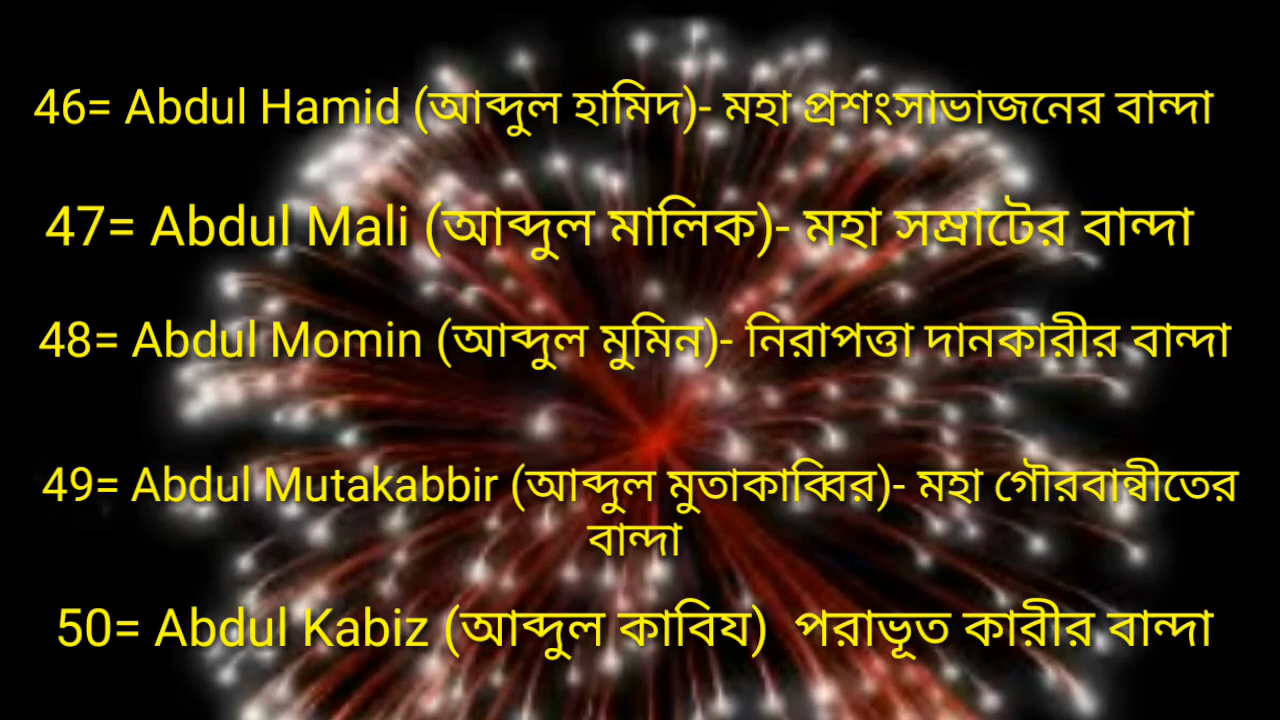 46= Abdul Hamid (আব্দুল হামিদ)- মহা প্রশংসাভাজনের বান্দা
47= Abdul Mali (আব্দুল মালিক)- মহা সম্রাটের বান্দা
48= Abdul Momin (আব্দুল মুমিন)- নিরাপত্তা দানকারীর বান্দা
49= Abdul Mutakabbir (আব্দুল মুতাকাব্বির)- মহা গৌরবান্বীতের
বান্দা
50= Abdul Kabiz (আব্দুল কাবিয) পরাভূত কারীর বান্দা